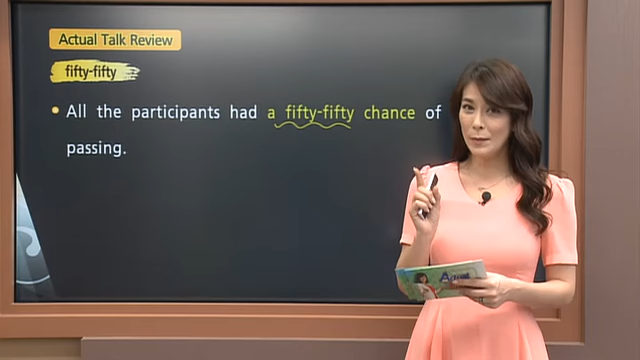 Actual Talk Review
fifty-fifty
All the participants had a fifty-fifty chance of
passing.